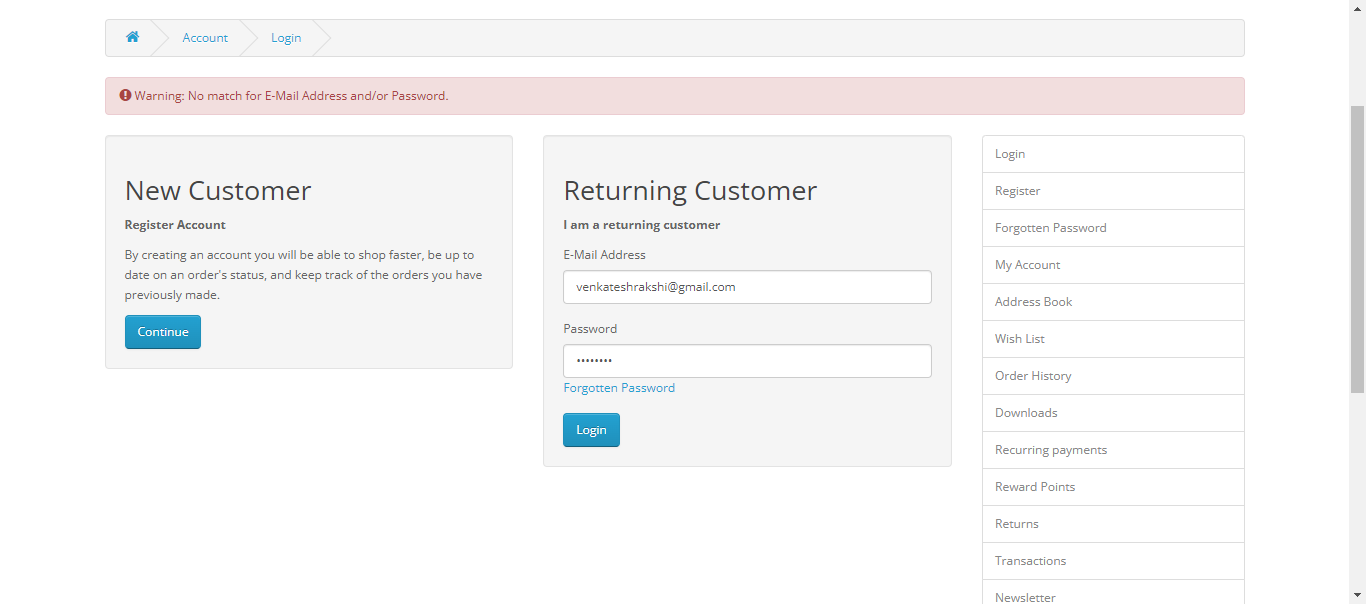 Account
Login
Warning: No match for E-Mail Address and/or Password.
New Customer
Register Account
By creating an account you will be able to shop faster, be up to
date on an order's status, and keep track of the orders you have
previously made.
Continue
Returning Customer
I am a returning customer
E-Mail Address
venkateshrakshi@gmail.com
Password
••••••••
Forgotten Password
Login
Login
Register
Forgotten Password
My Account
Address Book
Wish List
Order History
Downloads
Recurring payments
Reward Points
Returns
Transactions
Newsletter